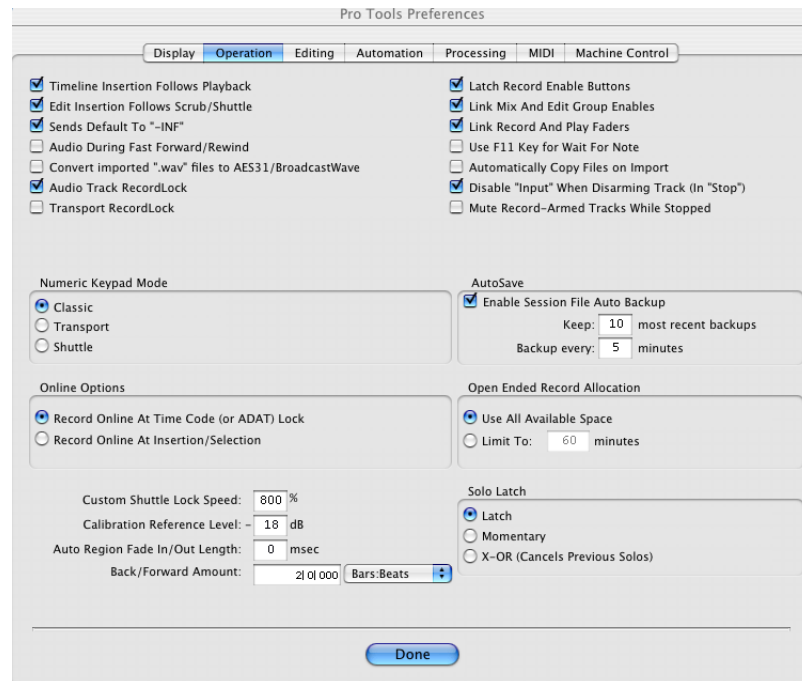 Pro Tools Preferences
Display Operation Editing Automation Processing MIDI Machine Control
Timeline Insertion Follows Playback
Edit Insertion Follows Scrub/Shuttle
Sends Default To "-INF"
Audio During Fast Forward/Rewind
Convert imported ".wav" files to AES31/BroadcastWave
Audio Track RecordLock
Transport RecordLock
Latch Record Enable Buttons
Link Mix And Edit Group Enables
Link Record And Play Faders
Use F11 Key for Wait For Note
Automatically Copy Files on Import
Disable "Input" When Disarming Track (In "Stop")
Mute Record-Armed Tracks While Stopped
Numeric Keypad Mode
Classic
Transport
Shuttle
AutoSave
Enable Session File Auto Backup
Keep: 10 most recent backups
Backup every: 5 minutes
Online Options
Record Online At Time Code (or ADAT) Lock
Record Online At Insertion/Selection
Open Ended Record Allocation
Use All Available Space
Limit To: 60 minutes
Custom Shuttle Lock Speed: 800 %
Calibration Reference Level: - 18 dB
Auto Region Fade In/Out Length: 0 msec
Back/Forward Amount: 2| 0| 000 Bars:Beats
Solo Latch
Latch
Momentary
X-OR (Cancels Previous Solos)
Done